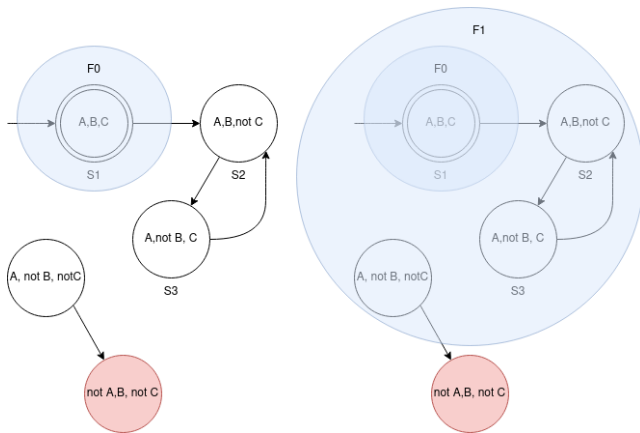 F0
A,B,C
S1
A,B,not C
S2
A,not B, C
S3
A, not B, notC
not A,B, not C
F1
F0
A,B,C
S1
A,B,not C
S2
A,not B, C
S3
A, not B, notC
not A,B, not C